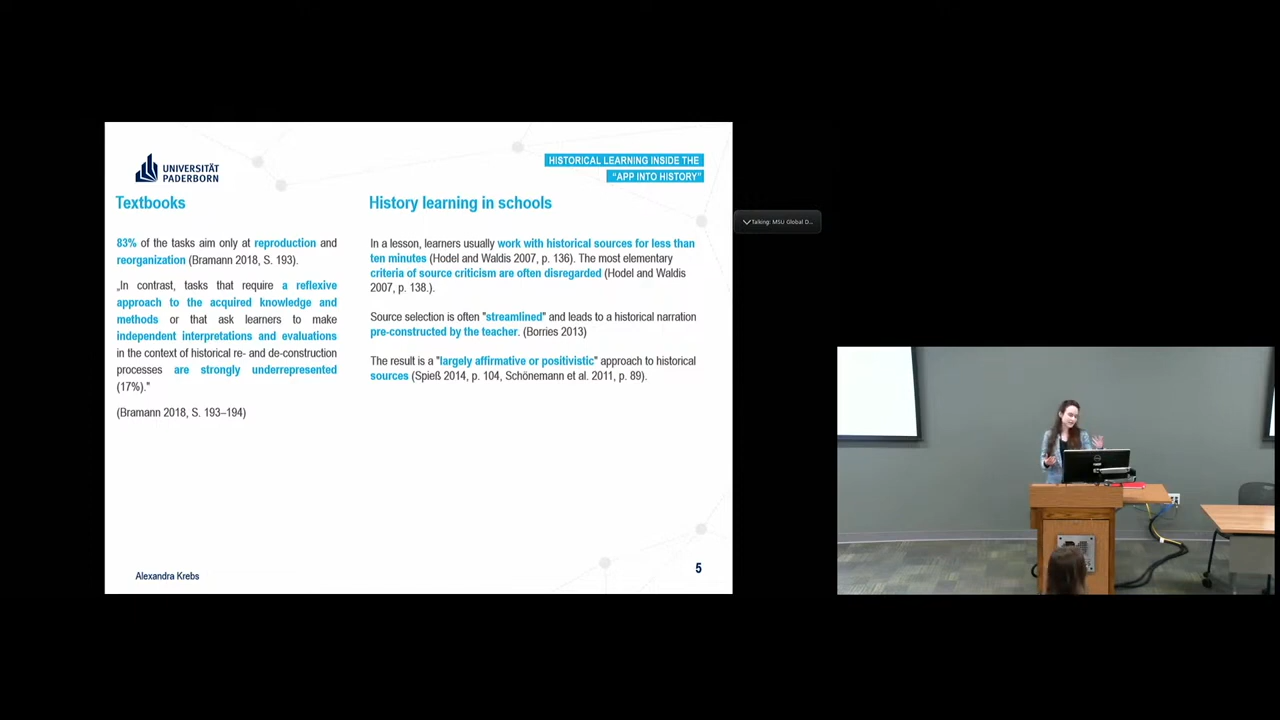 UNIVERSITÄT
PADERBORN
HISTORICAL LEARNING INSIDE THE
"APP INTO HISTORY"
Textbooks
83% of the tasks aim only at reproduction and
reorganization (Bramann 2018, S. 193).
„In contrast, tasks that require a reflexive
approach to the acquired knowledge and
methods or that ask learners to make
independent interpretations and evaluations
in the context of historical re- and de-construction
processes are strongly underrepresented
(17%)."
(Bramann 2018, S. 193–194)
History learning in schools
In a lesson, learners usually work with historical sources for less than
ten minutes (Hodel and Waldis 2007, p. 136). The most elementary
criteria of source criticism are often disregarded (Hodel and Waldis
2007, p. 138.).
Source selection is often "streamlined" and leads to a historical narration
pre-constructed by the teacher. (Borries 2013)
The result is a "largely affirmative or positivistic" approach to historical
sources (Spieß 2014, p. 104, Schönemann et al. 2011, p. 89).
Alexandra Krebs
5
Talking: MSU Global D...